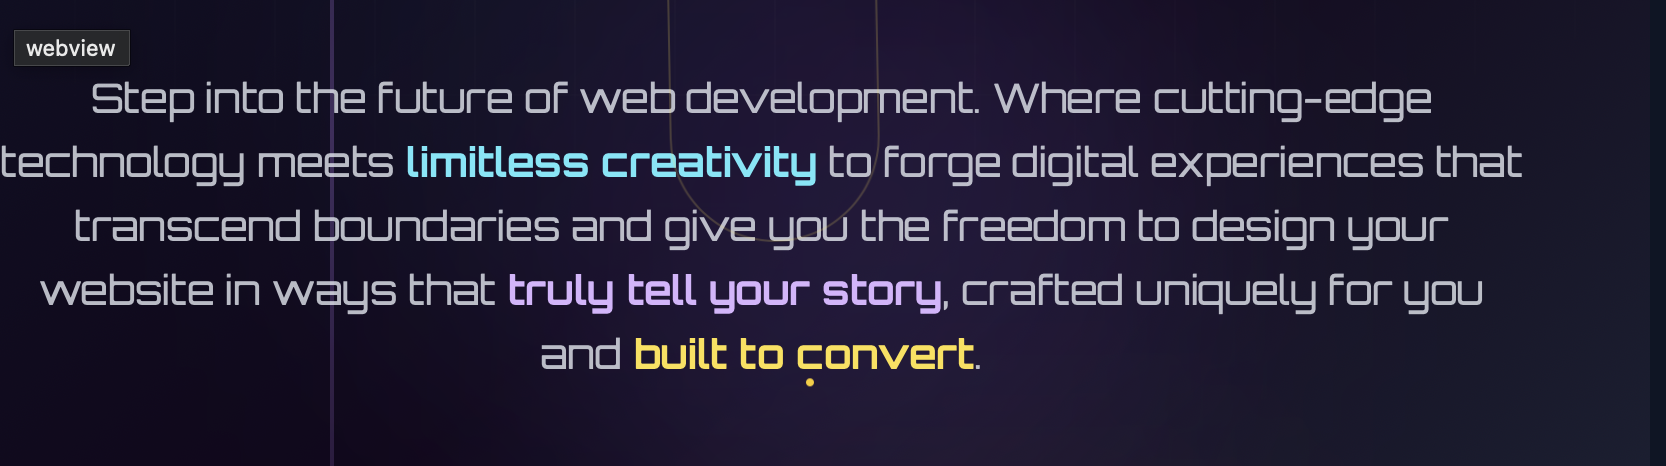 webview
Step into the future of web development. Where cutting-edge
technology meets limitless creativity to forge digital experiences that
transcend boundaries and give you the freedom to design your
website in ways that truly tell your story, crafted uniquely for you
and built to convert.